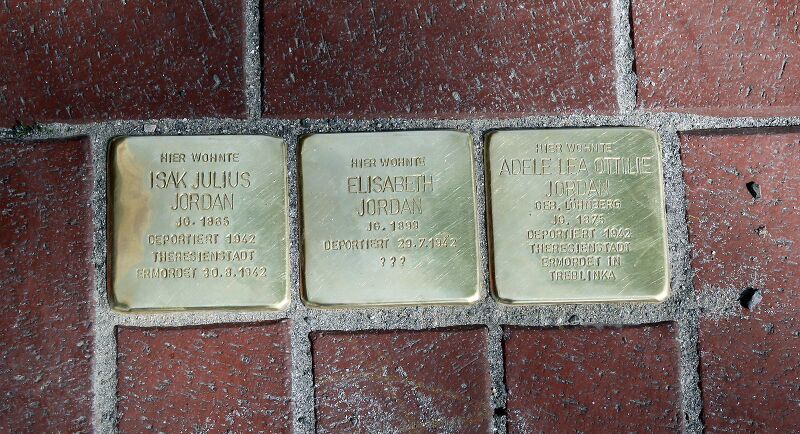 HIER WOHNTE
ISAK JULIUS
JORDAN
JG. 1865
DEPORTIERT 1942
THERESIENSTADT
ERMORDET 30.9.1942
HIER WOHNTE
ELISABETH
JORDAN
JG. 1899
DEPORTIERT 29.7.1942
???
HIER WOHNTE
ADELE LEA OTTILIE
JORDAN
GEB.
JG. 1875
DEPORTIERT 1942
THERESIENSTADT
ERMORDET IN
TREBLINKA